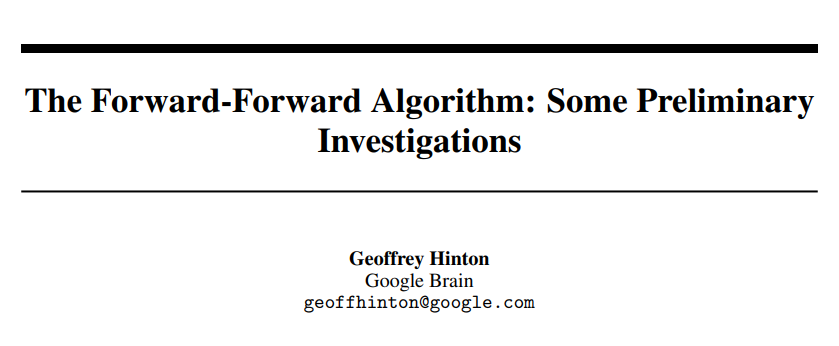 The Forward-Forward Algorithm: Some Preliminary
Investigations
Geoffrey Hinton
Google Brain
geoffhinton@google.com